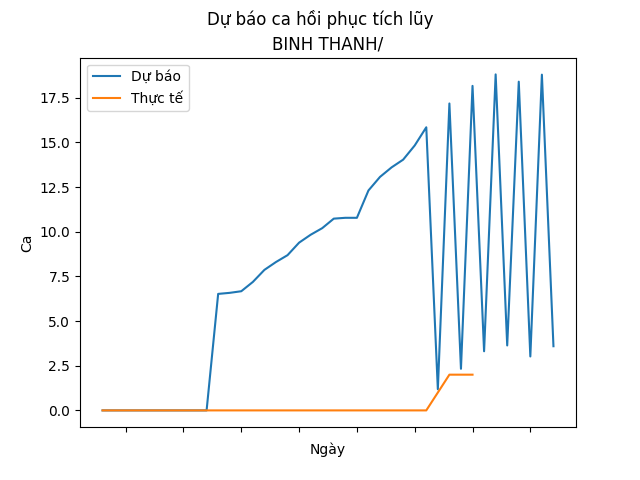 Dự báo ca hồi phục tích lũy
BINH THANH/
Dự báo
Thực tế
17.5
15.0
12.5
10.0
7.5
5.0
2.5
0.0
Ca
Ngày